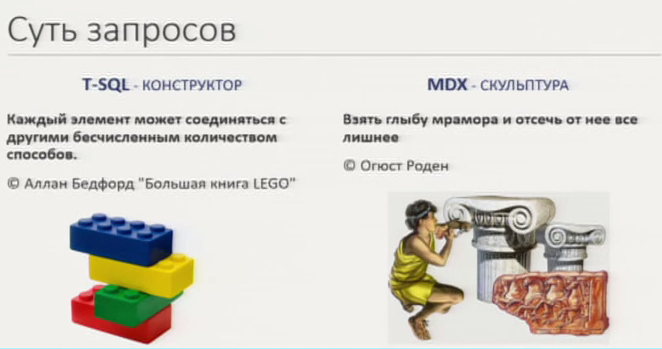 Суть запросов
T-SQL - КОНСТРУКТОР
Каждый элемент может соединяться с
другими бесчисленным количеством
способов.
© Аллан Бедфорд "Большая книга LEGO"
MDX - СКУЛЬПТУРА
Взять глыбу мрамора и отсечь от нее все
лишнее
© Огюст Роден